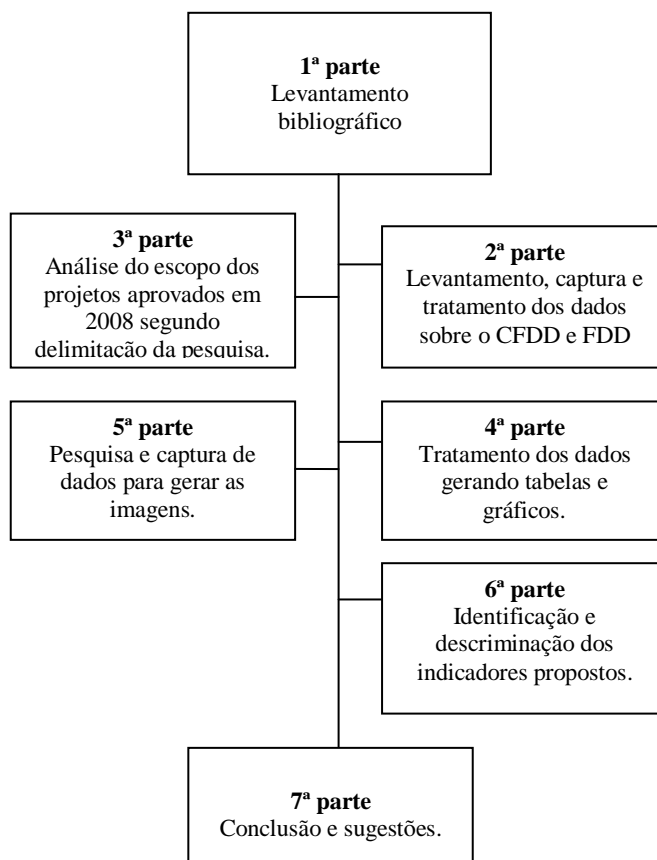 1ª parte
Levantamento
bibliográfico
3ª parte
Análise do escopo dos
projetos aprovados em
2008 segundo
delimitação da pesquisa.
2ª parte
Levantamento, captura e
tratamento dos dados
sobre o CFDD e FDD
5ª parte
Pesquisa e captura de
dados para gerar as
imagens.
4ª parte
Tratamento dos dados
gerando tabelas e
gráficos.
6ª parte
Identificação e
descriminação dos
indicadores propostos.
7ª parte
Conclusão e sugestões.